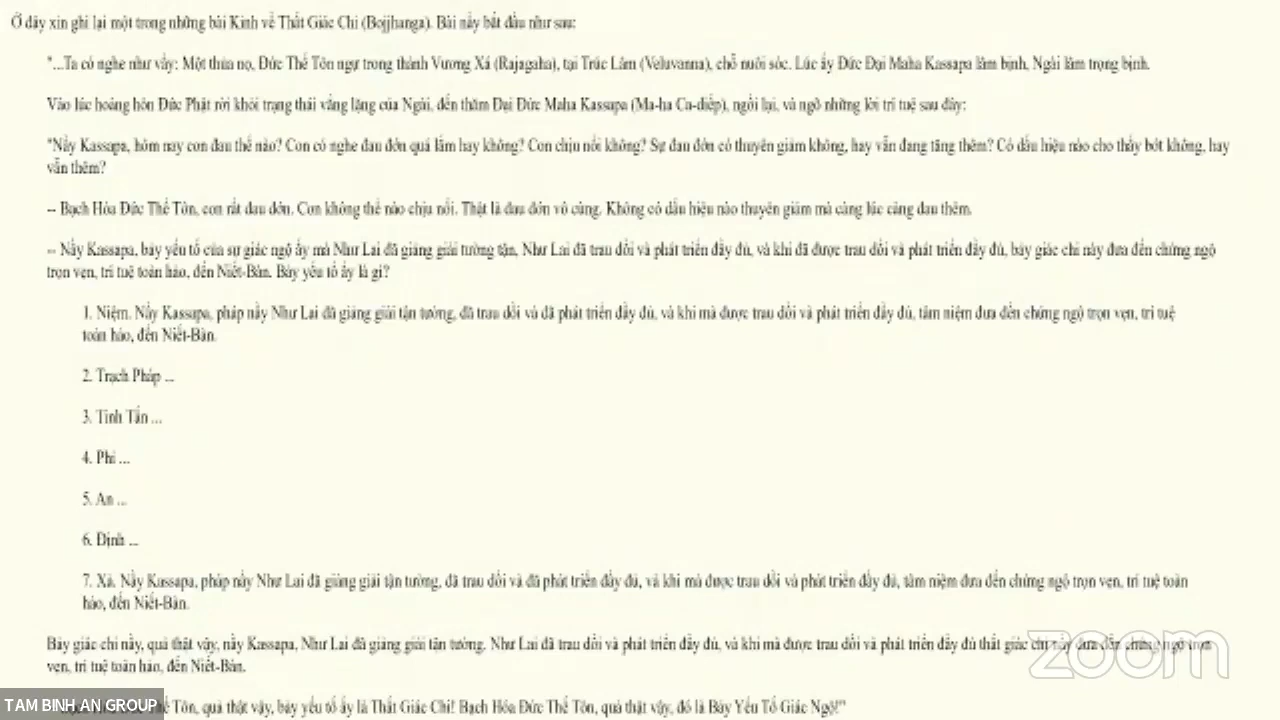 Ở đây xin ghi lại một trong những bài Kinh về Thất Giác Chi (Bojjhanga). Bài nầy bắt đầu như sau:
"...Ta có nghe như vầy: Một thưa nọ, Đức Thế Tôn ngự trong thành Vương Xá (Rajagaha), tại Trúc Lâm (Veluvanna), chỗ nuôi sóc. Lúc ấy Đức Đại Maha Kassapa lâm bịnh, Ngài lâm trọng bịnh.
Vào lúc hoàng hôn Đức Phật rời khỏi trạng thái vắng lặng của Ngài, đến thăm Đại Đức Maha Kassapa (Ma-ha Ca-diếp), ngồi lại, và ngỏ những lời trí tuệ sau đây:
"Nầy Kassapa, hôm nay con đau thế nào? Con có nghe đau đớn quá lắm hay không? Con chịu nổi không? Sự đau đớn có thuyên giảm không, hay vẫn đang tăng thêm? Có dấu hiệu nào cho thấy bớt không, hay
vẫn thêm?
-- Bạch Hóa Đức Thế Tôn, con rất đau đớn. Con không thể nào chịu nổi. Thật là đau đớn vô cùng. Không có dấu hiệu nào thuyên giảm mà càng lúc càng đau thêm.
-- Nầy Kassapa, bảy yếu tố của sự giác ngộ ấy mà Như Lai đã giảng giải tường tận, Như Lai đã trau dồi và phát triển đầy đủ, và khi đã được trau dồi và phát triển đầy đủ, bảy giác chi này đưa đến chứng ngộ
trọn vẹn, trí tuệ toàn hảo, đến Niết-Bàn. Bảy yếu tố ấy là gì?
1. Niệm. Nầy Kassapa, pháp nầy Như Lai đã giảng giải tận tường, đã trau dồi và đã phát triển đầy đủ, và khi mà được trau dồi và phát triển đầy đủ, tâm niệm đưa đến chứng ngộ trọn vẹn, trí tuệ
toàn hảo, đến Niết-Bàn.
2. Trạch Pháp ...
3. Tinh Tấn ...
4. Phỉ ...
5. An ...
6. Định ...
7. Xả. Nầy Kassapa, pháp nầy Như Lai đã giảng giải tận tường, đã trau dồi và đã phát triển đầy đủ, và khi mà được trau dồi và phát triển đầy đủ, tâm niệm đưa đến chứng ngộ trọn vẹn, trí tuệ toàn
hảo, đến Niết-Bàn.
Bảy giác chi nầy, quả thật vậy, nầy Kassapa, Như Lai đã giảng giải tận tường, Như Lai đã trau dồi và phát triển đầy đủ, và khi mà được trau dồi và phát triển đầy đủ thất giác chi nầy đưa đến chứng ngộ trọn
vẹn, trí tuệ toàn hảo, đến Niết-Bàn.
zoom
TAM BINH AN GROUP
Thế Tôn, quả thật vậy, bảy yếu tố ấy là Thất Giác Chi! Bạch Hóa Đức Thế Tôn, quả thật vậy, đó là Bảy Yếu Tố Giác Ngộ!"